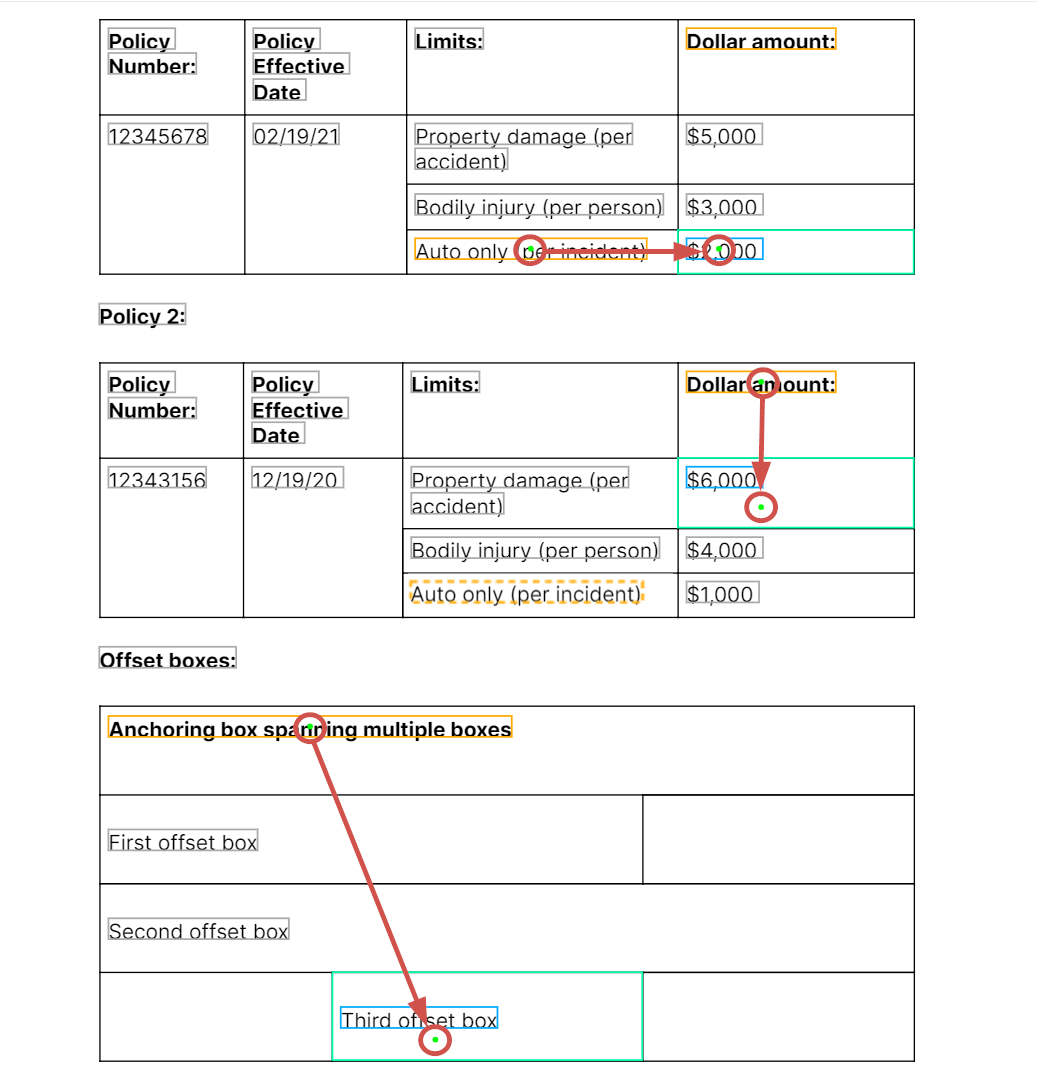 Policy Number:
Policy Effective Date
Limits:
Dollar amount:
12345678
02/19/21
Property damage (per accident)
$5,000
Bodily injury (per person)
$3,000
Auto only (per incident)
$2,000
Policy 2:
Policy Number:
Policy Effective Date
Limits:
Dollar amount:
12343156
12/19/20
Property damage (per accident)
$6,000
Bodily injury (per person)
$4,000
Auto only (per incident)
$1,000
Offset boxes:
Anchoring box spanning multiple boxes
First offset box
Second offset box
Third offset box